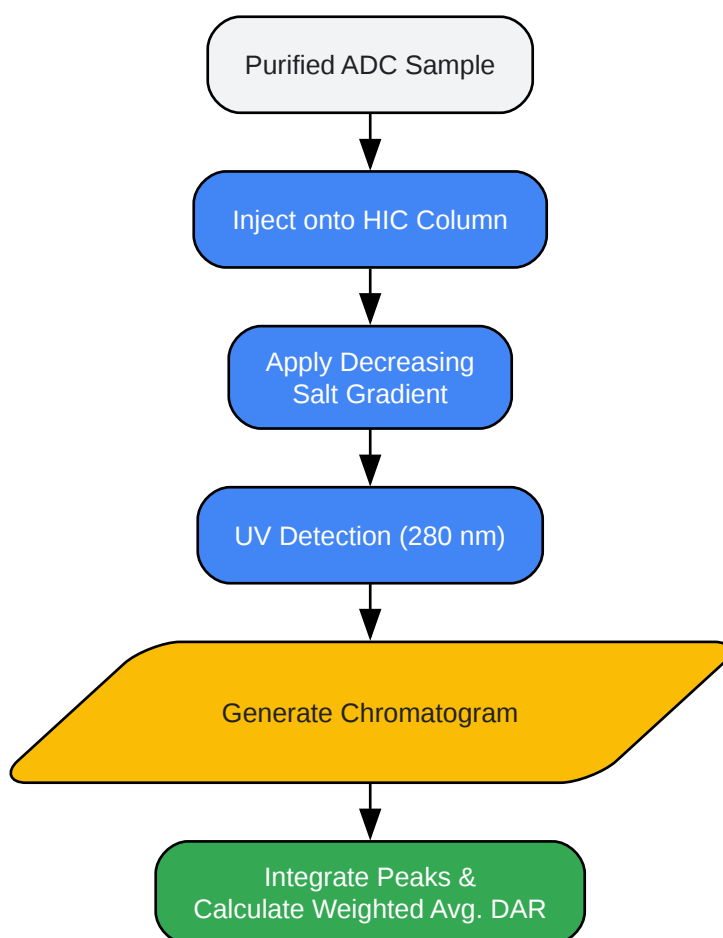 Purified ADC Sample
Inject onto HIC Column
Apply Decreasing
Salt Gradient
UV Detection (280 nm)
Generate Chromatogram
Integrate Peaks &
Calculate Weighted Avg. DAR